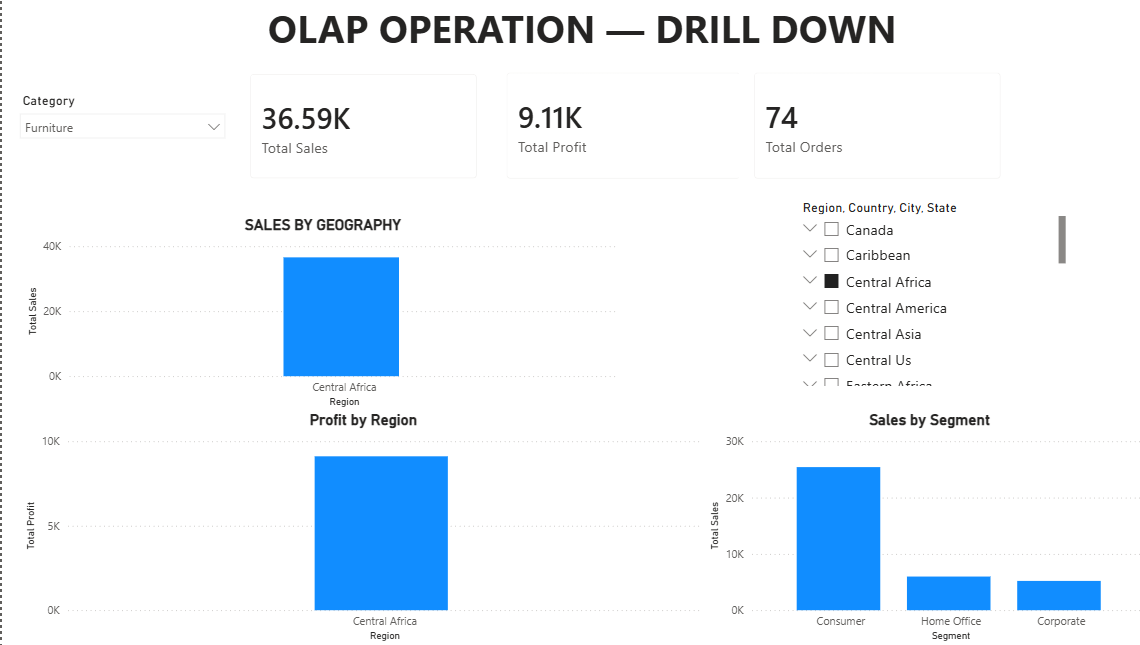 OLAP OPERATION — DRILL DOWN
Category
Furniture
36.59K
Total Sales
9.11K
Total Profit
74
Total Orders
SALES BY GEOGRAPHY
40K
20K
0K
Total Sales
Central Africa
Region
Region, Country, City, State
Canada
Caribbean
Central Africa
Central America
Central Asia
Central Us
Eastern Africa
Profit by Region
10K
5K
0K
Total Profit
Central Africa
Region
Sales by Segment
30K
20K
10K
0K
Total Sales
Consumer
Home Office
Corporate
Segment